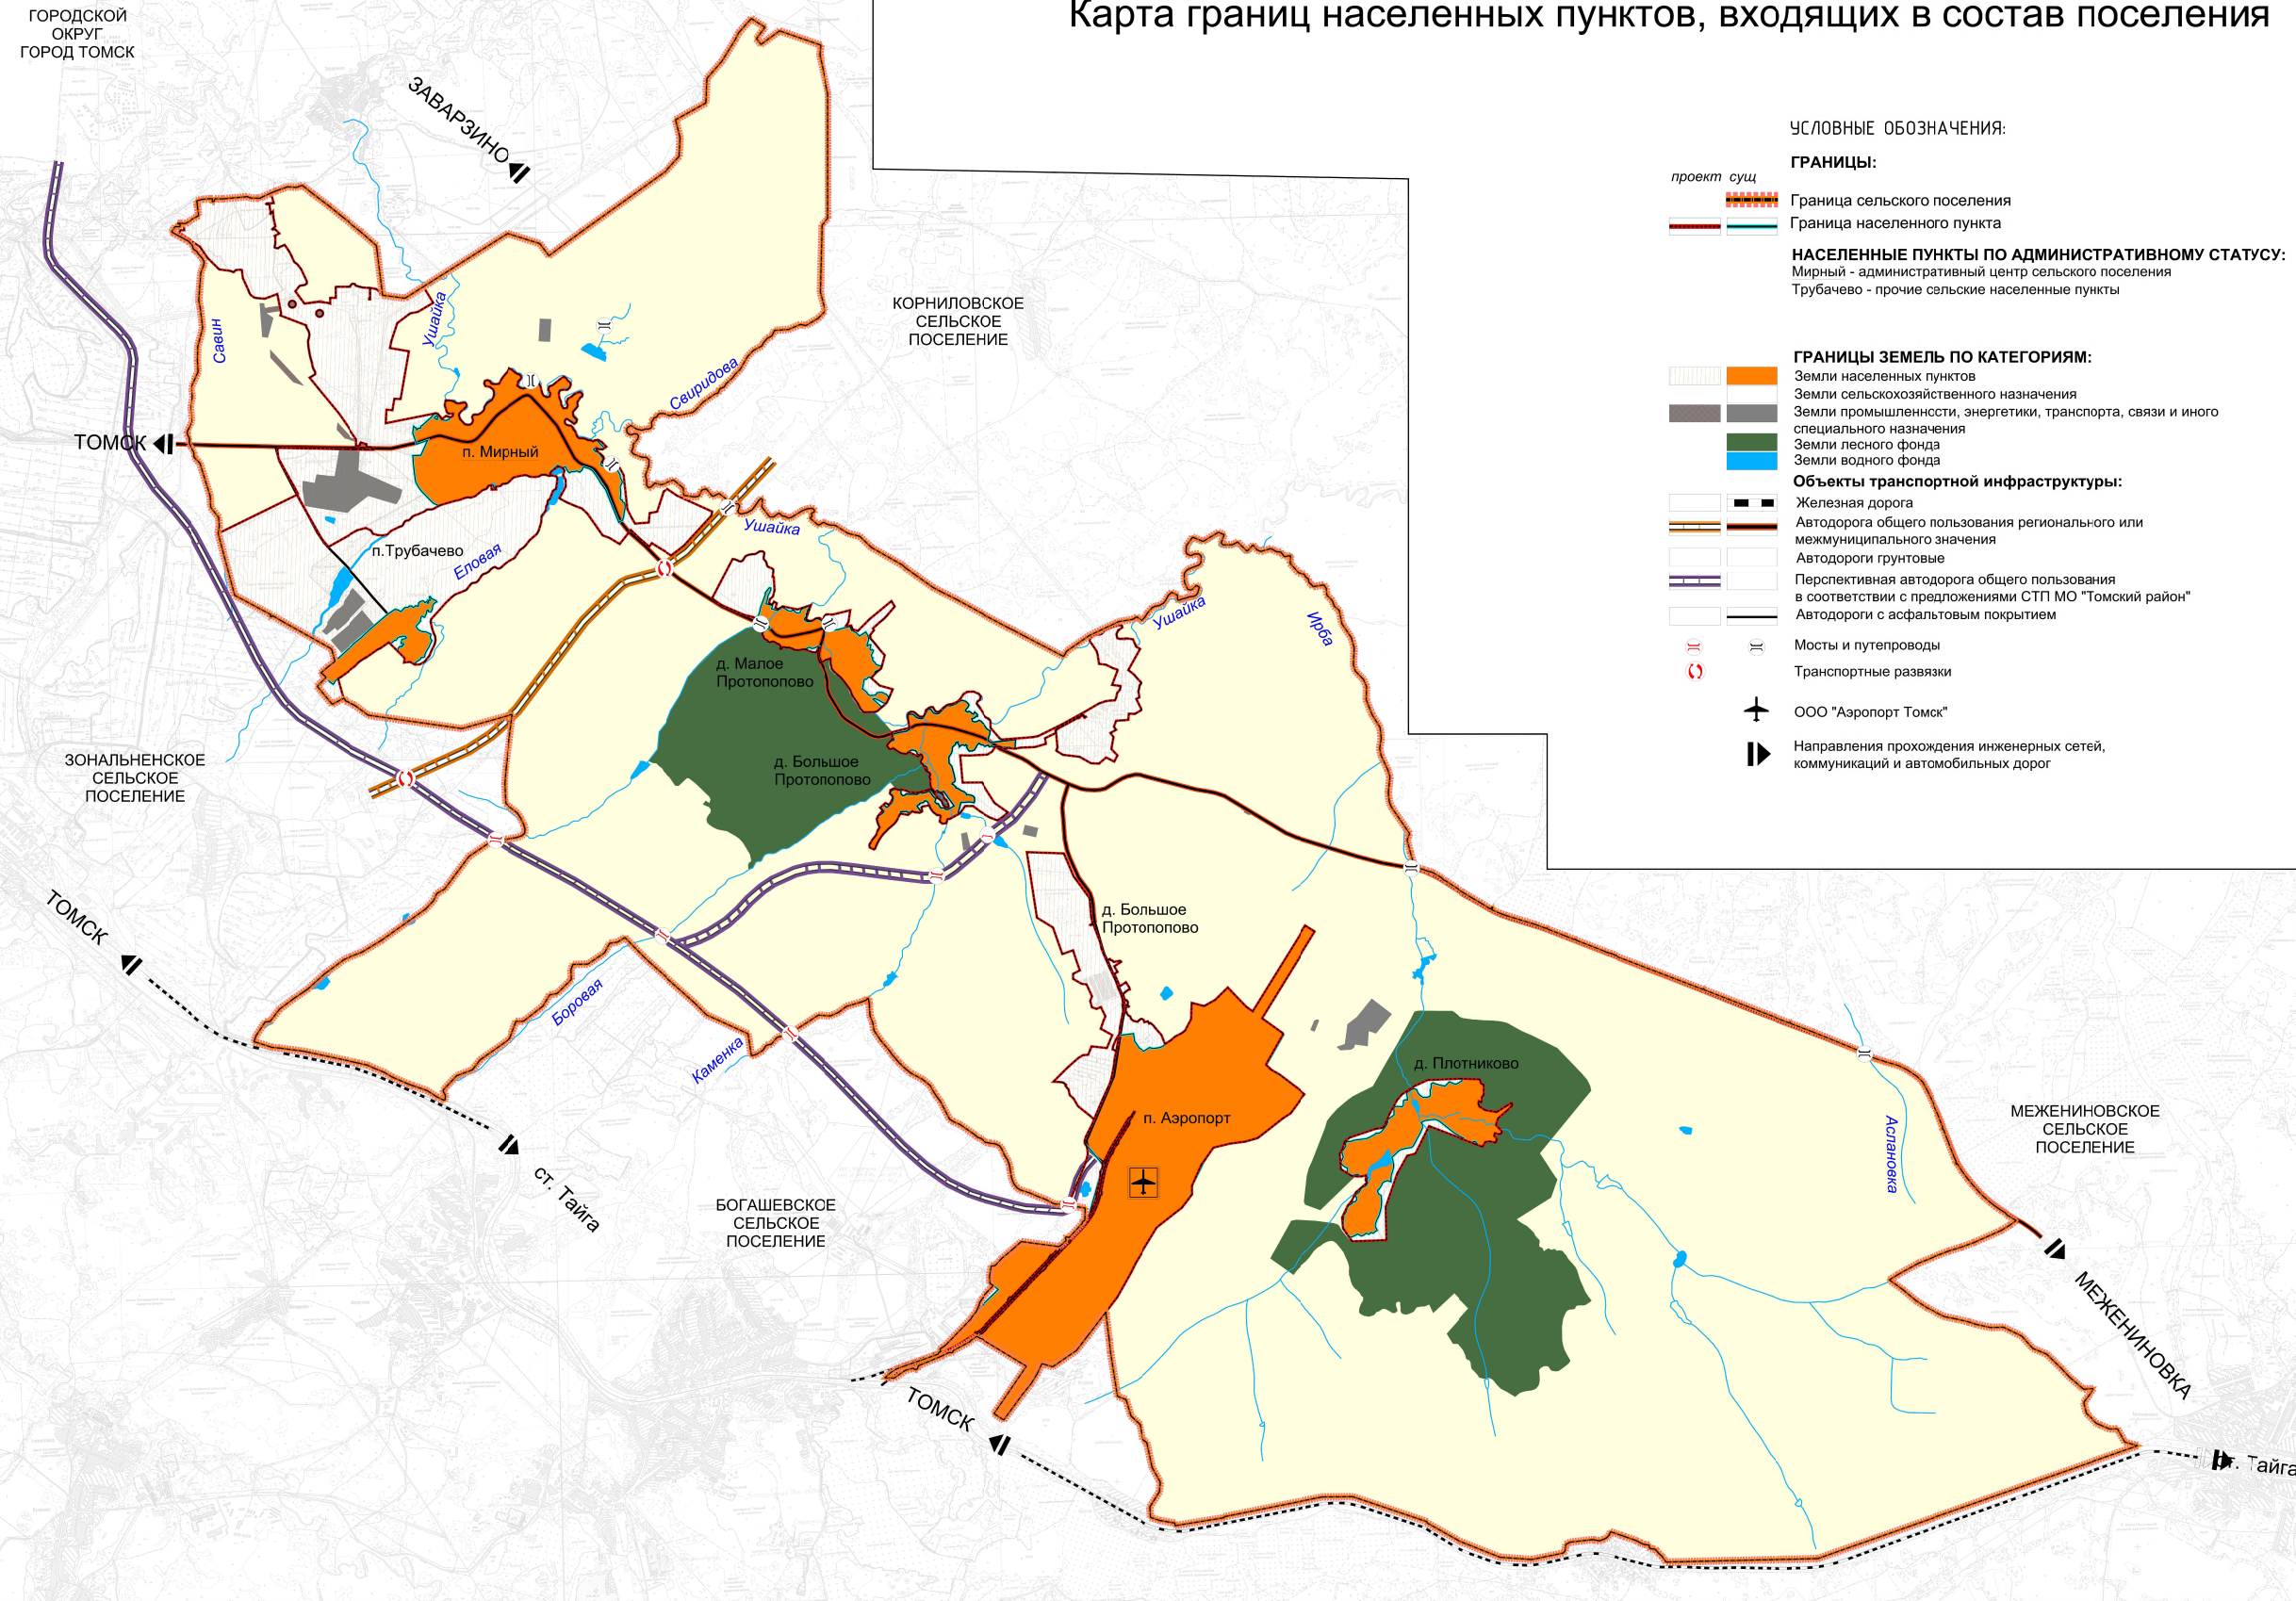 Карта границ населенных пунктов, входящих в состав поселения
ГОРОДСКОЙ
ОКРУГ
ГОРОД ТОМСК
ЗАВАРЗИНО
КОРНИЛОВСКОЕ
СЕЛЬСКОЕ
ПОСЕЛЕНИЕ
Савин
Ушайка
Свиридова
ТОМСК
п. Мирный
Ушайка
п.Трубачево
Еловая
Ушайка
Ирба
д. Малое
Протопопово
д. Большое
Протопопово
ЗОНАЛЬНЕНСКОЕ
СЕЛЬСКОЕ
ПОСЕЛЕНИЕ
ТОМСК
д. Большое
Протопопово
Боровая
Каменка
д. Плотниково
п. Аэропорт
Аслановка
МЕЖЕНИНОВСКОЕ
СЕЛЬСКОЕ
ПОСЕЛЕНИЕ
ст. Тайга
БОГАШЕВСКОЕ
СЕЛЬСКОЕ
ПОСЕЛЕНИЕ
МЕЖЕНИНОВКА
ТОМСК
ст. Тайга
УСЛОВНЫЕ ОБОЗНАЧЕНИЯ:
ГРАНИЦЫ:
проект сущ
Граница сельского поселения
Граница населенного пункта
НАСЕЛЕННЫЕ ПУНКТЫ ПО АДМИНИСТРАТИВНОМУ СТАТУСУ:
Мирный - административный центр сельского поселения
Трубачево - прочие сельские населенные пункты
ГРАНИЦЫ ЗЕМЕЛЬ ПО КАТЕГОРИЯМ:
Земли населенных пунктов
Земли сельскохозяйственного назначения
Земли промышленности, энергетики, транспорта, связи и иного
специального назначения
Земли лесного фонда
Земли водного фонда
Объекты транспортной инфраструктуры:
Железная дорога
Автодорога общего пользования регионального или
межмуниципального значения
Автодороги грунтовые
Перспективная автодорога общего пользования
в соответствии с предложениями СТП МО "Томский район"
Автодороги с асфальтовым покрытием
Мосты и путепроводы
Транспортные развязки
ООО "Аэропорт Томск"
Направления прохождения инженерных сетей,
коммуникаций и автомобильных дорог